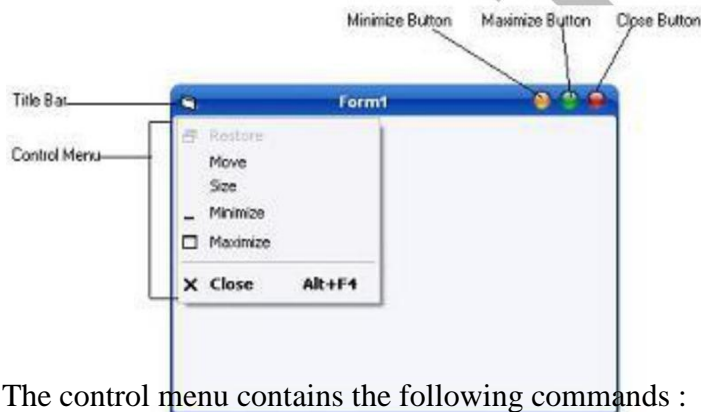 Minimize Button Maximize Button Close Button
Title Bar
Form1
Control Menu
Restore
Move
Size
Minimize
Maximize
Close Alt+F4
The control menu contains the following commands :